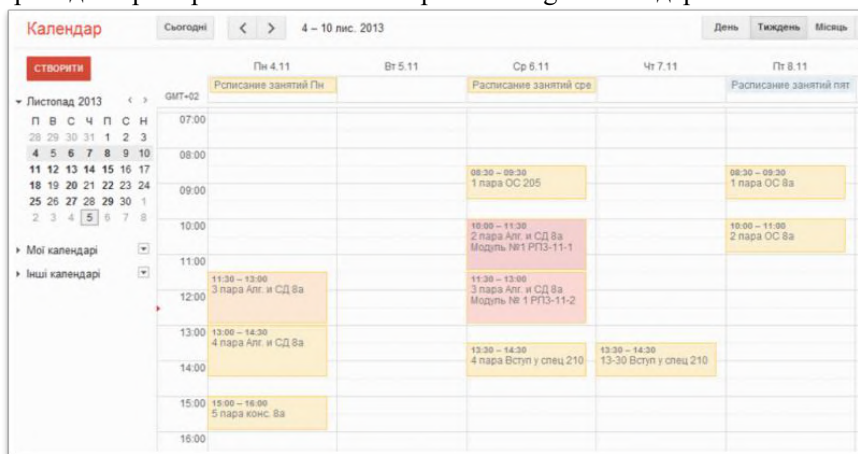 Календар
Сьогодні < > 4 – 10 лис. 2013 День Тиждень Місяць
СТВОРИТИ
Пн 4.11 Вт 5.11 Ср 6.11 Чт 7.11 Пт 8.11
GMT+02 Рсписание занятий Пн Расписание занятий сре Расписание занятий пят
Листопад 2013 < >
П В С Ч П С Н
28 29 30 31 1 2 3
4 5 6 7 8 9 10
11 12 13 14 15 16 17
18 19 20 21 22 23 24
25 26 27 28 29 30 1
2 3 4 5 6 7 8
Мої календарі
Інші календарі
07:00
08:00
09:00
10:00
11:00
12:00
13:00
14:00
15:00
16:00
11:30 – 13:00
3 пара Алг. и СД 8а
13:00 – 14:30
4 пара Алг. и СД 8а
15:00 – 16:00
5 пара конс. 8а
08:30 – 09:30
1 пара ОС 205
10:00 – 11:30
2 пара Алг. и СД 8а
Модуль №1 РПЗ-11-1
11:30 – 13:00
3 пара Алг. и СД 8а
Модуль № 1 РПЗ-11-2
13:30 – 14:30
4 пара Вступ у спец 210
13:30 – 14:30
13-30 Вступ у спец 210
08:30 – 09:30
1 пара ОС 8а
10:00 – 11:00
2 пара ОС 8а